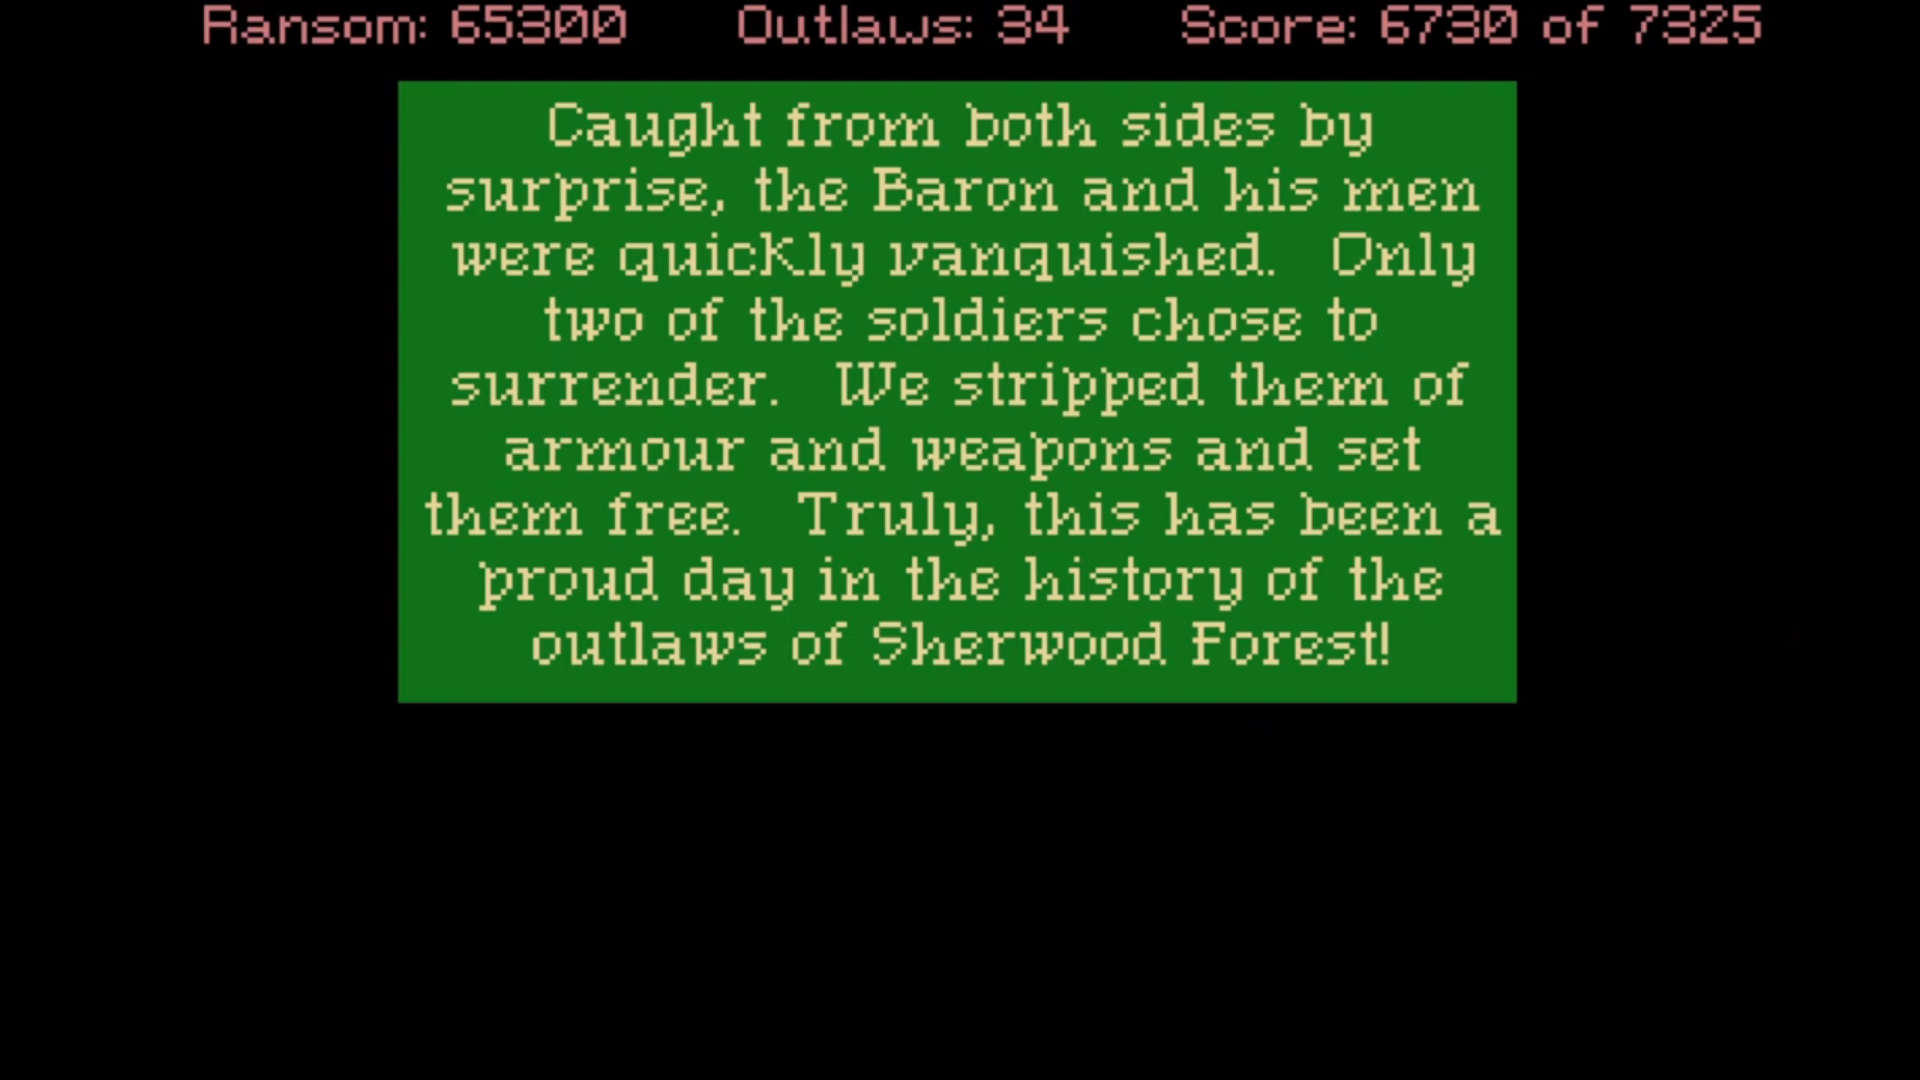 Ransom: 65300 Outlaws: 34 Score: 6730 of 7325
Caught from both sides by
surprise, the Baron and his men
were quickly vanquished. Only
two of the soldiers chose to
surrender. We stripped them of
armour and weapons and set
them free. Truly, this has been a
proud day in the history of the
outlaws of Sherwood Forest!